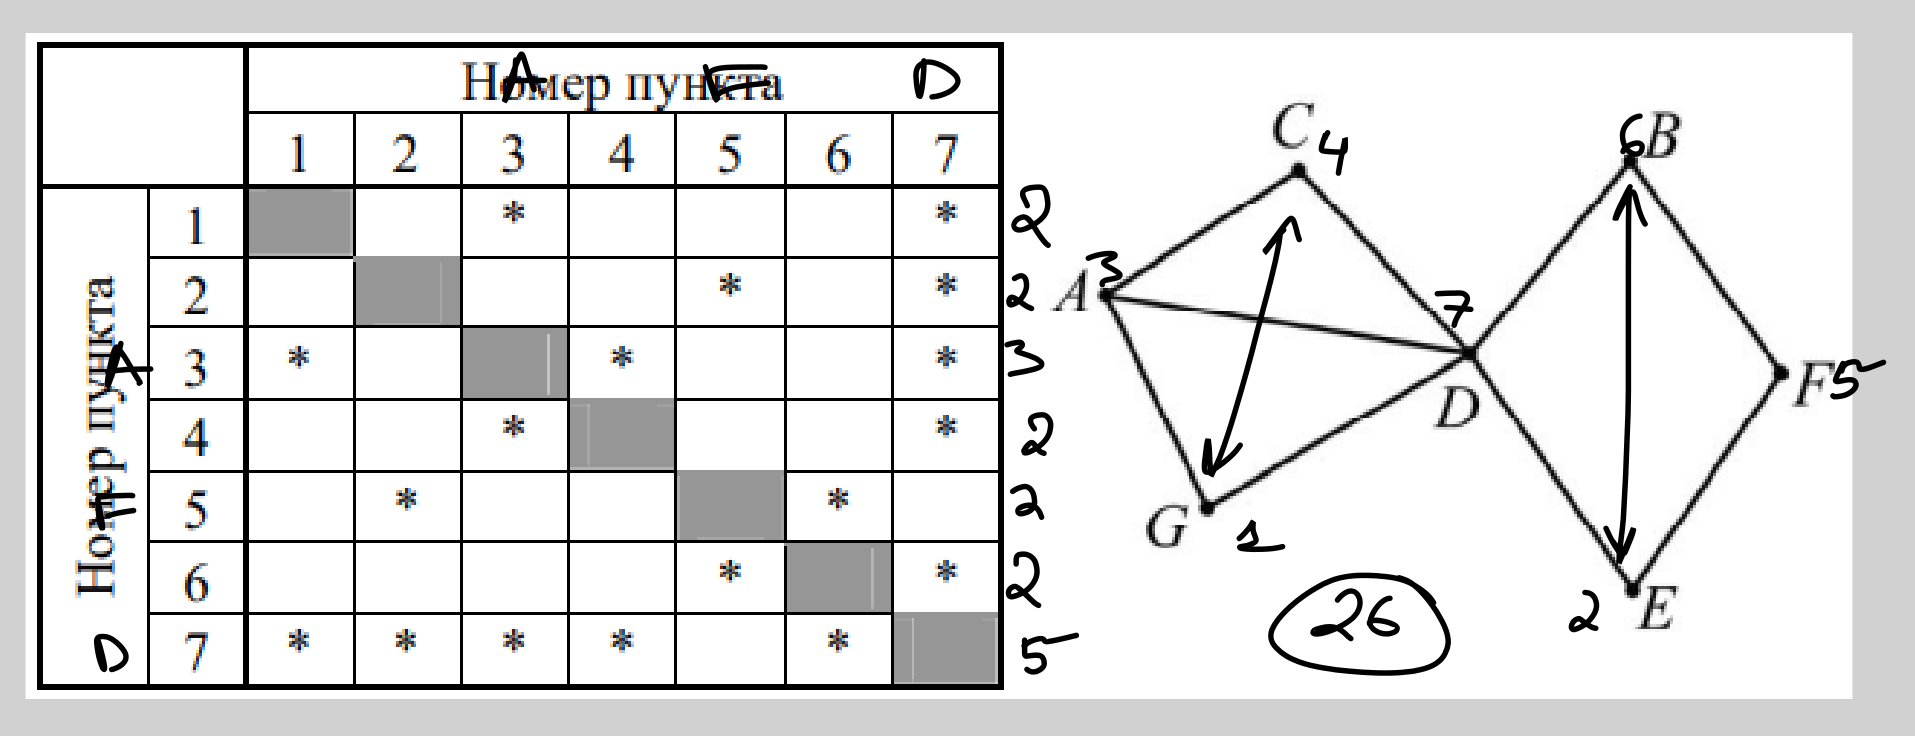 Номер пункта
A F D
1 2 3 4 5 6 7
Номер пункта
A F D
1 * * 2
2 * * 2
3 * * * 3
4 * * 2
5 * * 2
6 * * 2
7 * * * * * 5
C 4
6 B
A 3
7
D
F 5
G 1
2 E
26